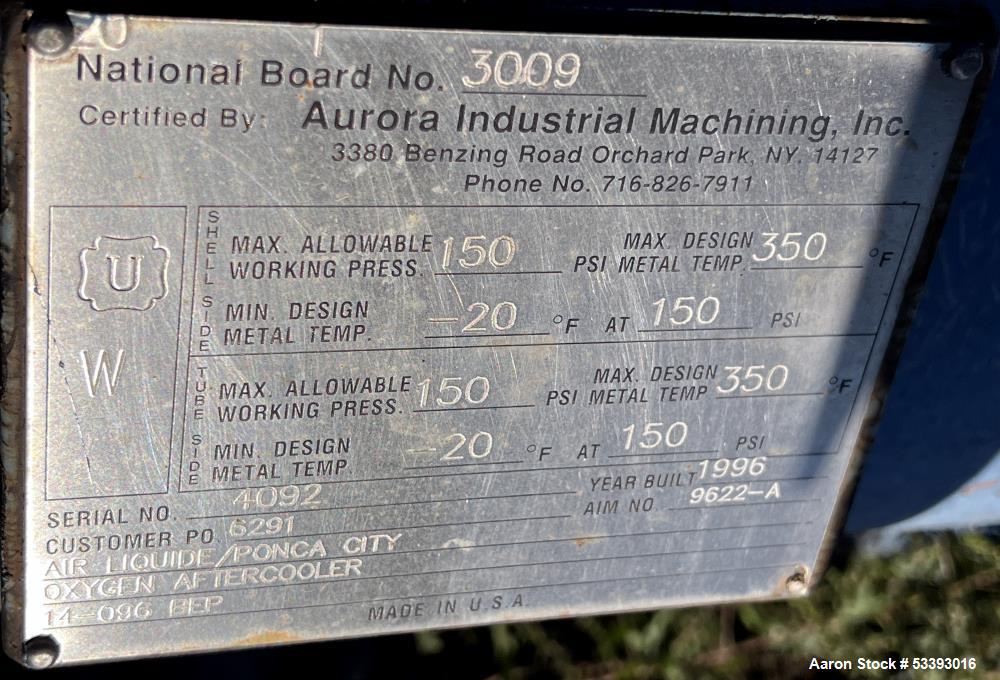 20
National Board No. 3009
Certified By: Aurora Industrial Machining, Inc.
3380 Benzing Road Orchard Park, NY. 14127
Phone No. 716-826-7911
U
W
SHELL SIDE
MAX. ALLOWABLE WORKING PRESS. 150 PSI MAX. DESIGN METAL TEMP. 350 °F
MIN. DESIGN METAL TEMP. -20 °F AT 150 PSI
TUBE SIDE
MAX. ALLOWABLE WORKING PRESS. 150 PSI MAX. DESIGN METAL TEMP 350 °F
MIN. DESIGN METAL TEMP. -20 °F AT 150 PSI
SERIAL NO. 4092 YEAR BUILT 1996
CUSTOMER PO 6291 AIM NO. 9622-A
AIR LIQUIDE/PONCA CITY
OXYGEN AFTERCOOLER
14-096 BEP
MADE IN U.S.A.
Aaron Stock # 53393016